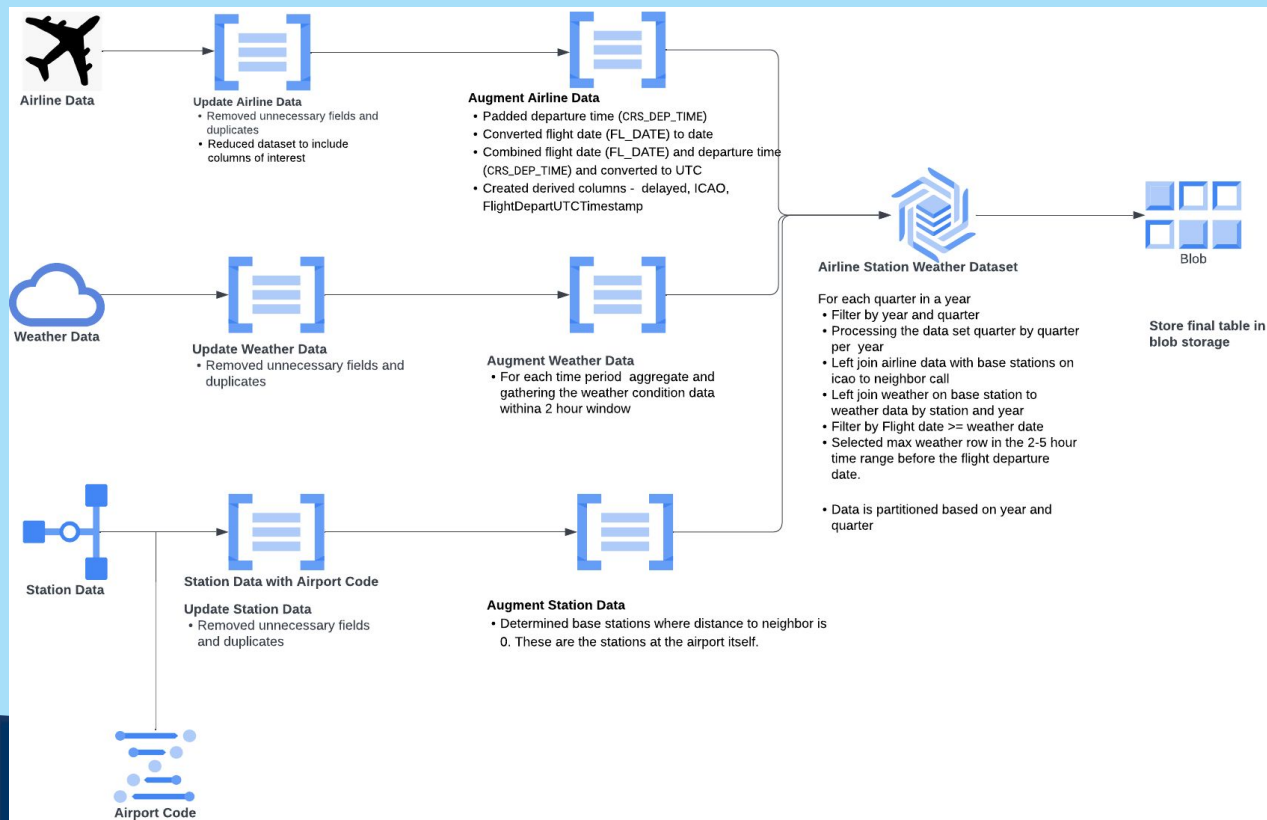 Airline Data
Update Airline Data
• Removed unnecessary fields and
duplicates
• Reduced dataset to include
columns of interest
Augment Airline Data
• Padded departure time (CRS_DEP_TIME)
• Converted flight date (FL_DATE) to date
• Combined flight date (FL_DATE) and departure time
(CRS_DEP_TIME) and converted to UTC
• Created derived columns - delayed, ICAO,
FlightDepartUTCTimestamp
Weather Data
Update Weather Data
• Removed unnecessary fields and
duplicates
Augment Weather Data
• For each time period aggregate and
gathering the weather condition data
withina 2 hour window
Station Data
Station Data with Airport Code
Update Station Data
• Removed unnecessary fields
and duplicates
Augment Station Data
• Determined base stations where distance to neighbor is
0. These are the stations at the airport itself.
Airport Code
Airline Station Weather Dataset
For each quarter in a year
• Filter by year and quarter
• Processing the data set quarter by quarter
per year
• Left join airline data with base stations on
icao to neighbor call
• Left join weather on base station to
weather data by station and year
• Filter by Flight date >= weather date
• Selected max weather row in the 2-5 hour
time range before the flight departure
date.
• Data is partitioned based on year and
quarter
Blob
Store final table in
blob storage